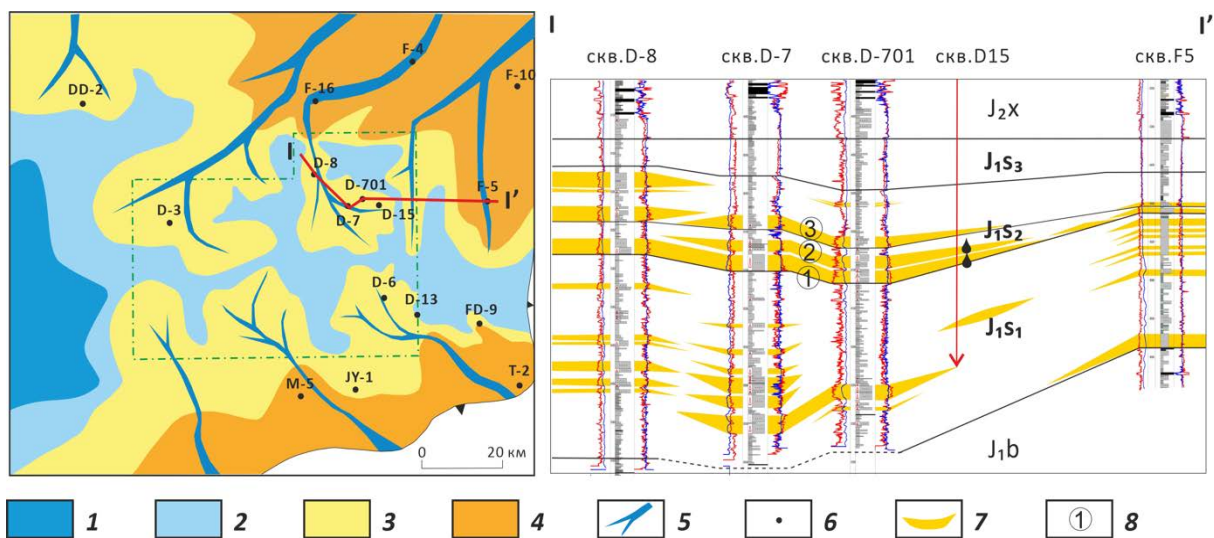 DD-2
F-16
F-4
F-10
I
D-8
D-701
D-7
D-15
F-5
I’
D-3
D-6
D-13
FD-9
M-5
JY-1
T-2
0 20 км
I I’
скв.D-8 скв.D-7 скв.D-701 скв.D15 скв.F5
J₂x
J₁s₃
③
J₁s₂
②
①
J₁s₁
J₁b
1 2 3 4 5 6 7 ① 8